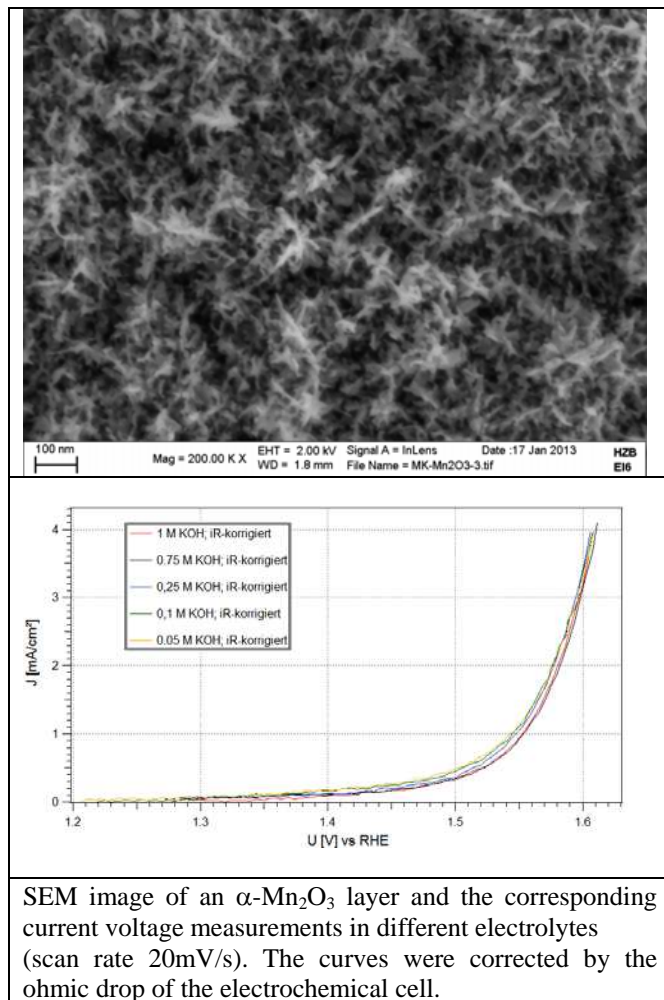 100 nm
Mag = 200.00 K X
EHT = 2.00 kV Signal A = InLens Date :17 Jan 2013 HZB
WD = 1.8 mm File Name = MK-Mn2O3-3.tif EI6
4
3
2
1
0
J [mA/cm²]
1 M KOH; iR-korrigiert
0.75 M KOH; iR-korrigiert
0,25 M KOH; iR-korrigiert
0,1 M KOH; iR-korrigiert
0.05 M KOH; iR-korrigiert
1.2 1.3 1.4 1.5 1.6
U [V] vs RHE
SEM image of an α-Mn₂O₃ layer and the corresponding
current voltage measurements in different electrolytes
(scan rate 20mV/s). The curves were corrected by the
ohmic drop of the electrochemical cell.